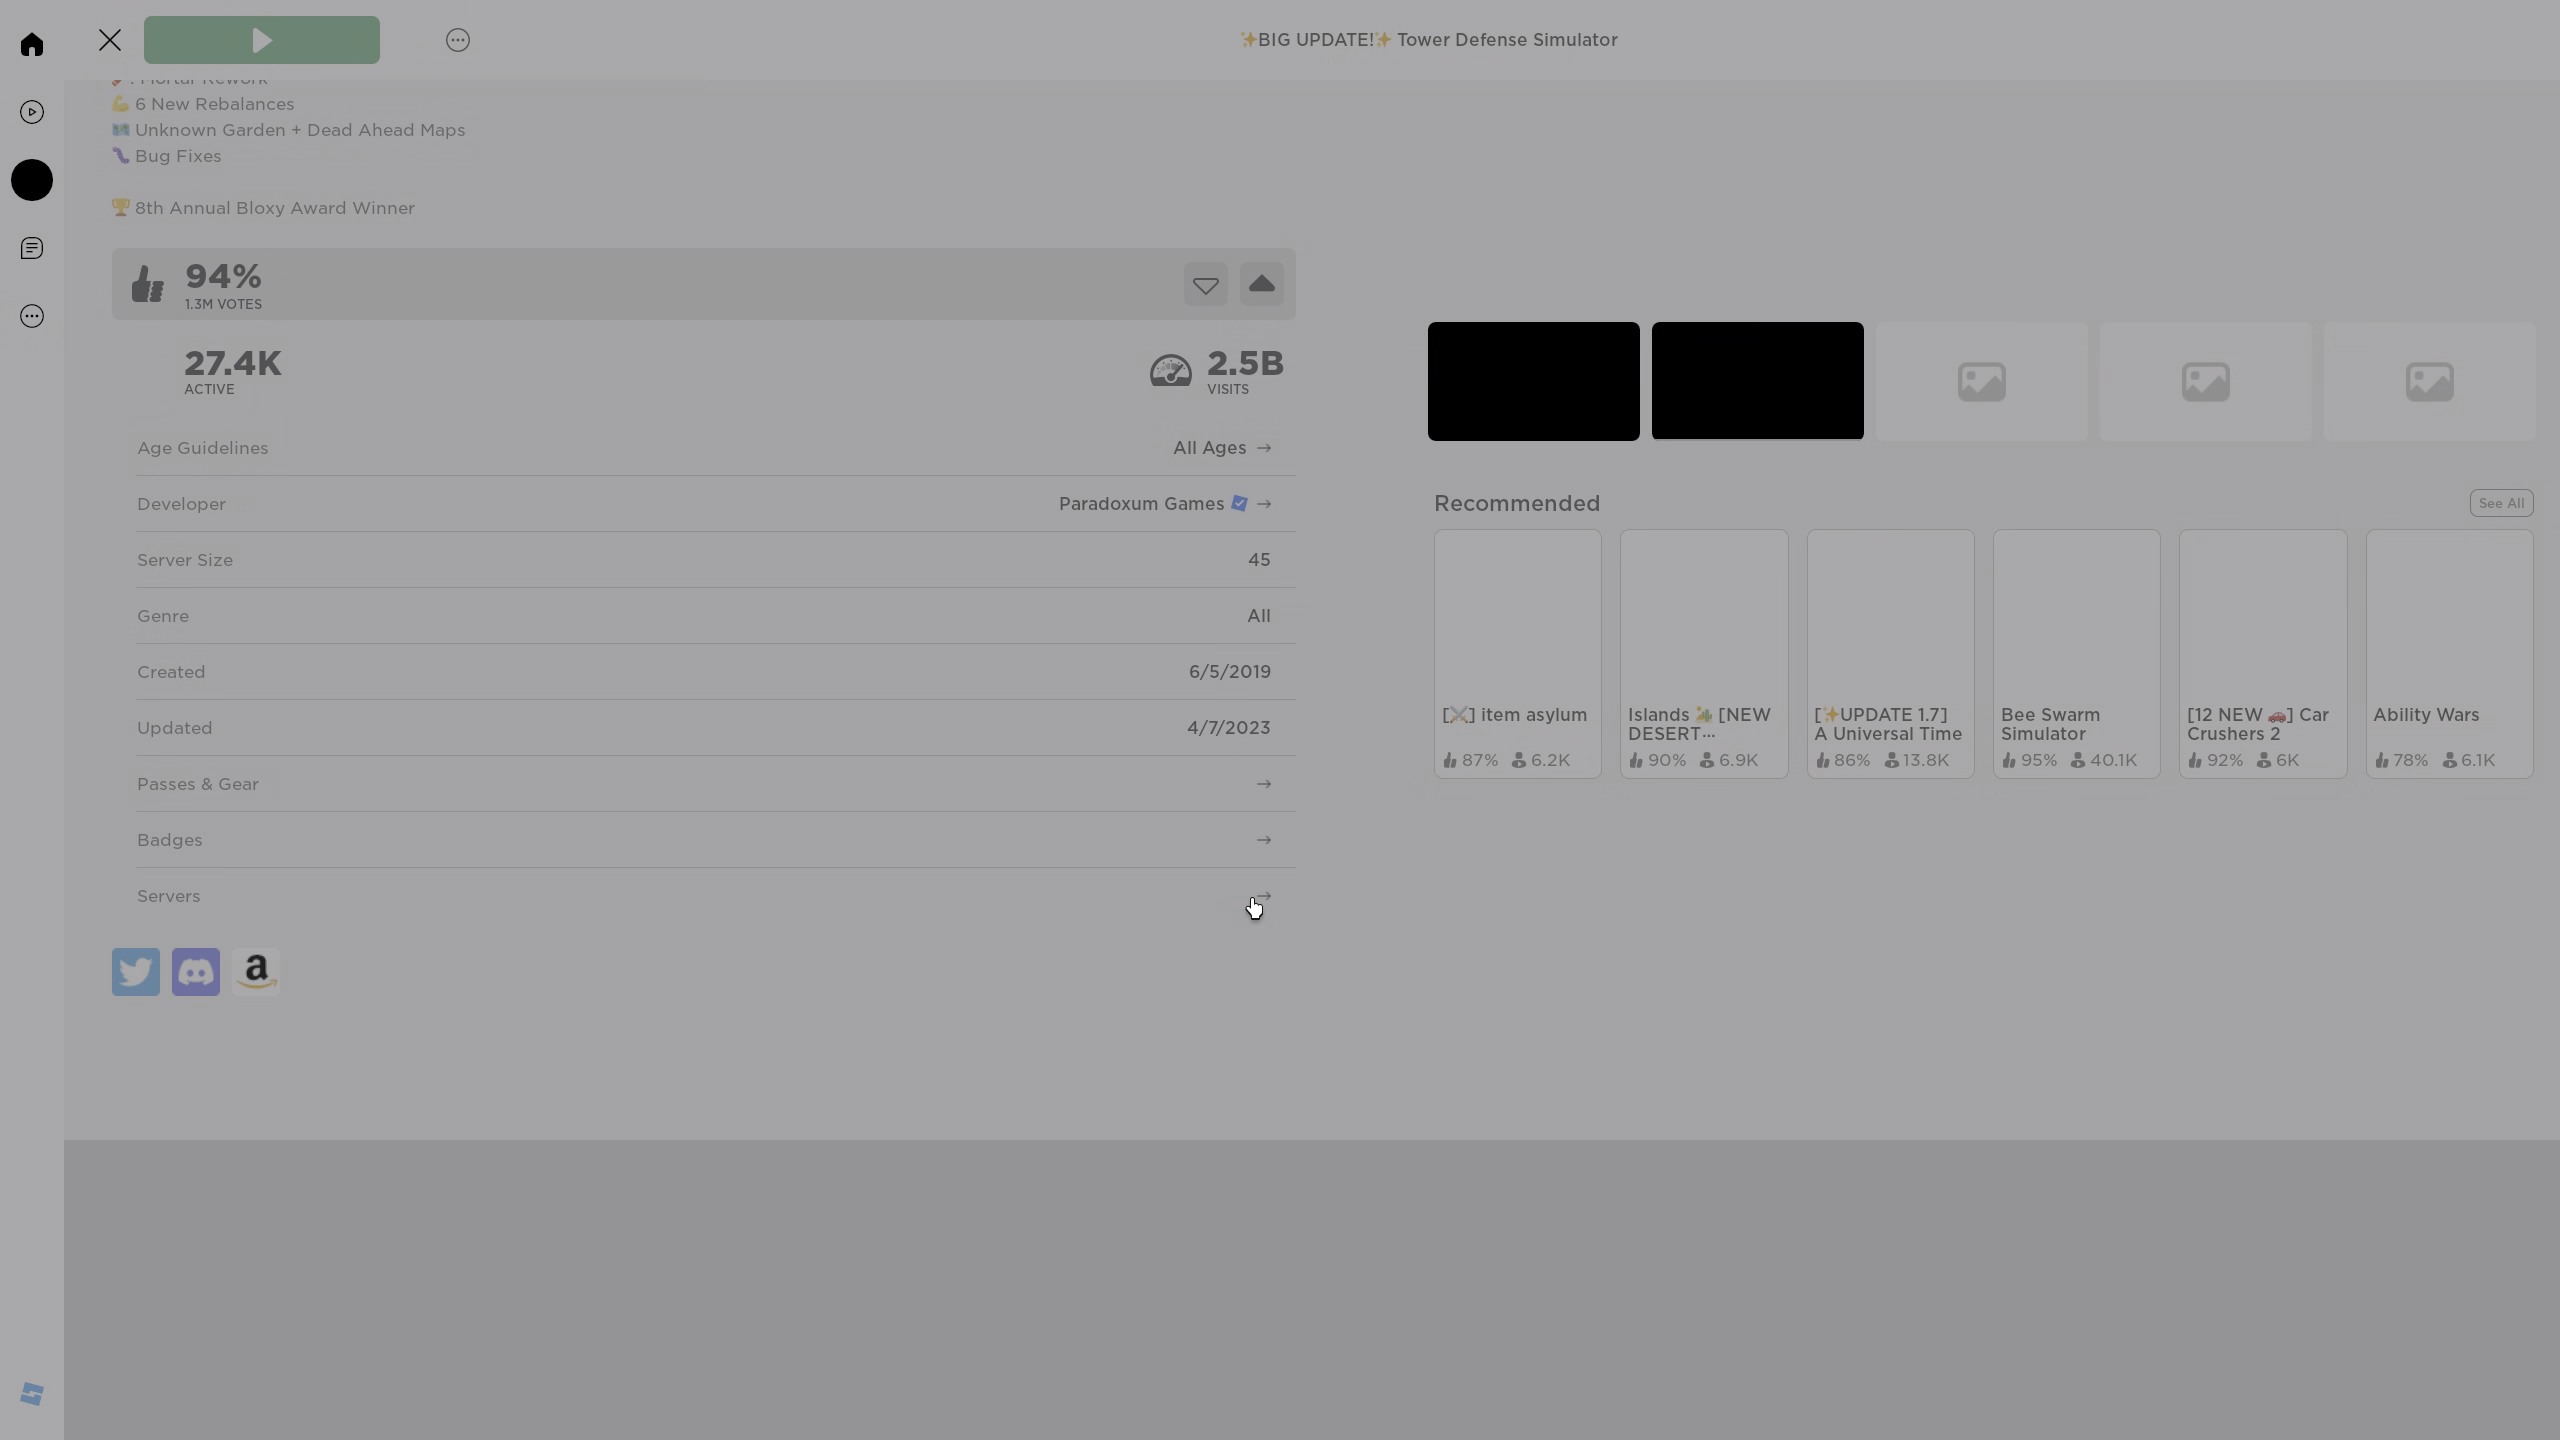 ✨BIG UPDATE!✨ Tower Defense Simulator
Mortar Rework
6 New Rebalances
Unknown Garden + Dead Ahead Maps
Bug Fixes
8th Annual Bloxy Award Winner
94%
1.3M VOTES
27.4K
ACTIVE
2.5B
VISITS
Age Guidelines
All Ages →
Developer
Paradoxum Games →
Server Size
45
Genre
All
Created
6/5/2019
Updated
4/7/2023
Passes & Gear →
Badges →
Servers →
a
Recommended
See All
[⚔️] item asylum
87% 6.2K
Islands 🏝️ [NEW
DESERT...
90% 6.9K
[✨UPDATE 1.7]
A Universal Time
86% 13.8K
Bee Swarm
Simulator
95% 40.1K
[12 NEW 🚗] Car
Crushers 2
92% 6K
Ability Wars
78% 6.1K